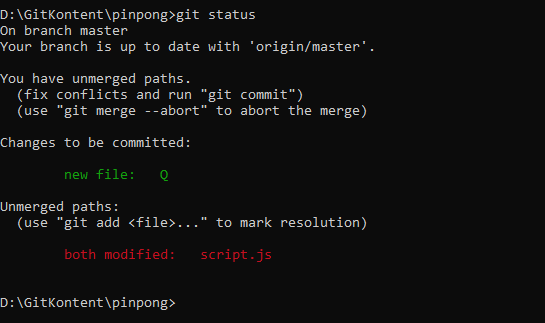 D:\GitKontent\pinpong>git status
On branch master
Your branch is up to date with 'origin/master'.
You have unmerged paths.
(fix conflicts and run "git commit")
(use "git merge --abort" to abort the merge)
Changes to be committed:
new file:   Q
Unmerged paths:
(use "git add <file>..." to mark resolution)
both modified:   script.js
D:\GitKontent\pinpong>